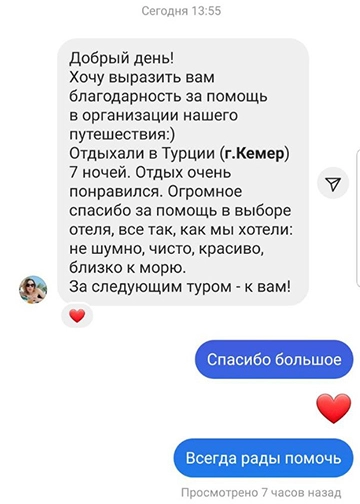 Сегодня 13:55
Добрый день!
Хочу выразить вам
благодарность за помощь
в организации нашего
путешествия:)
Отдыхали в Турции (г.Кемер)
7 ночей. Отдых очень
понравился. Огромное
спасибо за помощь в выборе
отеля, все так, как мы хотели:
не шумно, чисто, красиво,
близко к морю.
За следующим туром - к вам!
Спасибо большое
Всегда рады помочь
Просмотрено 7 часов назад